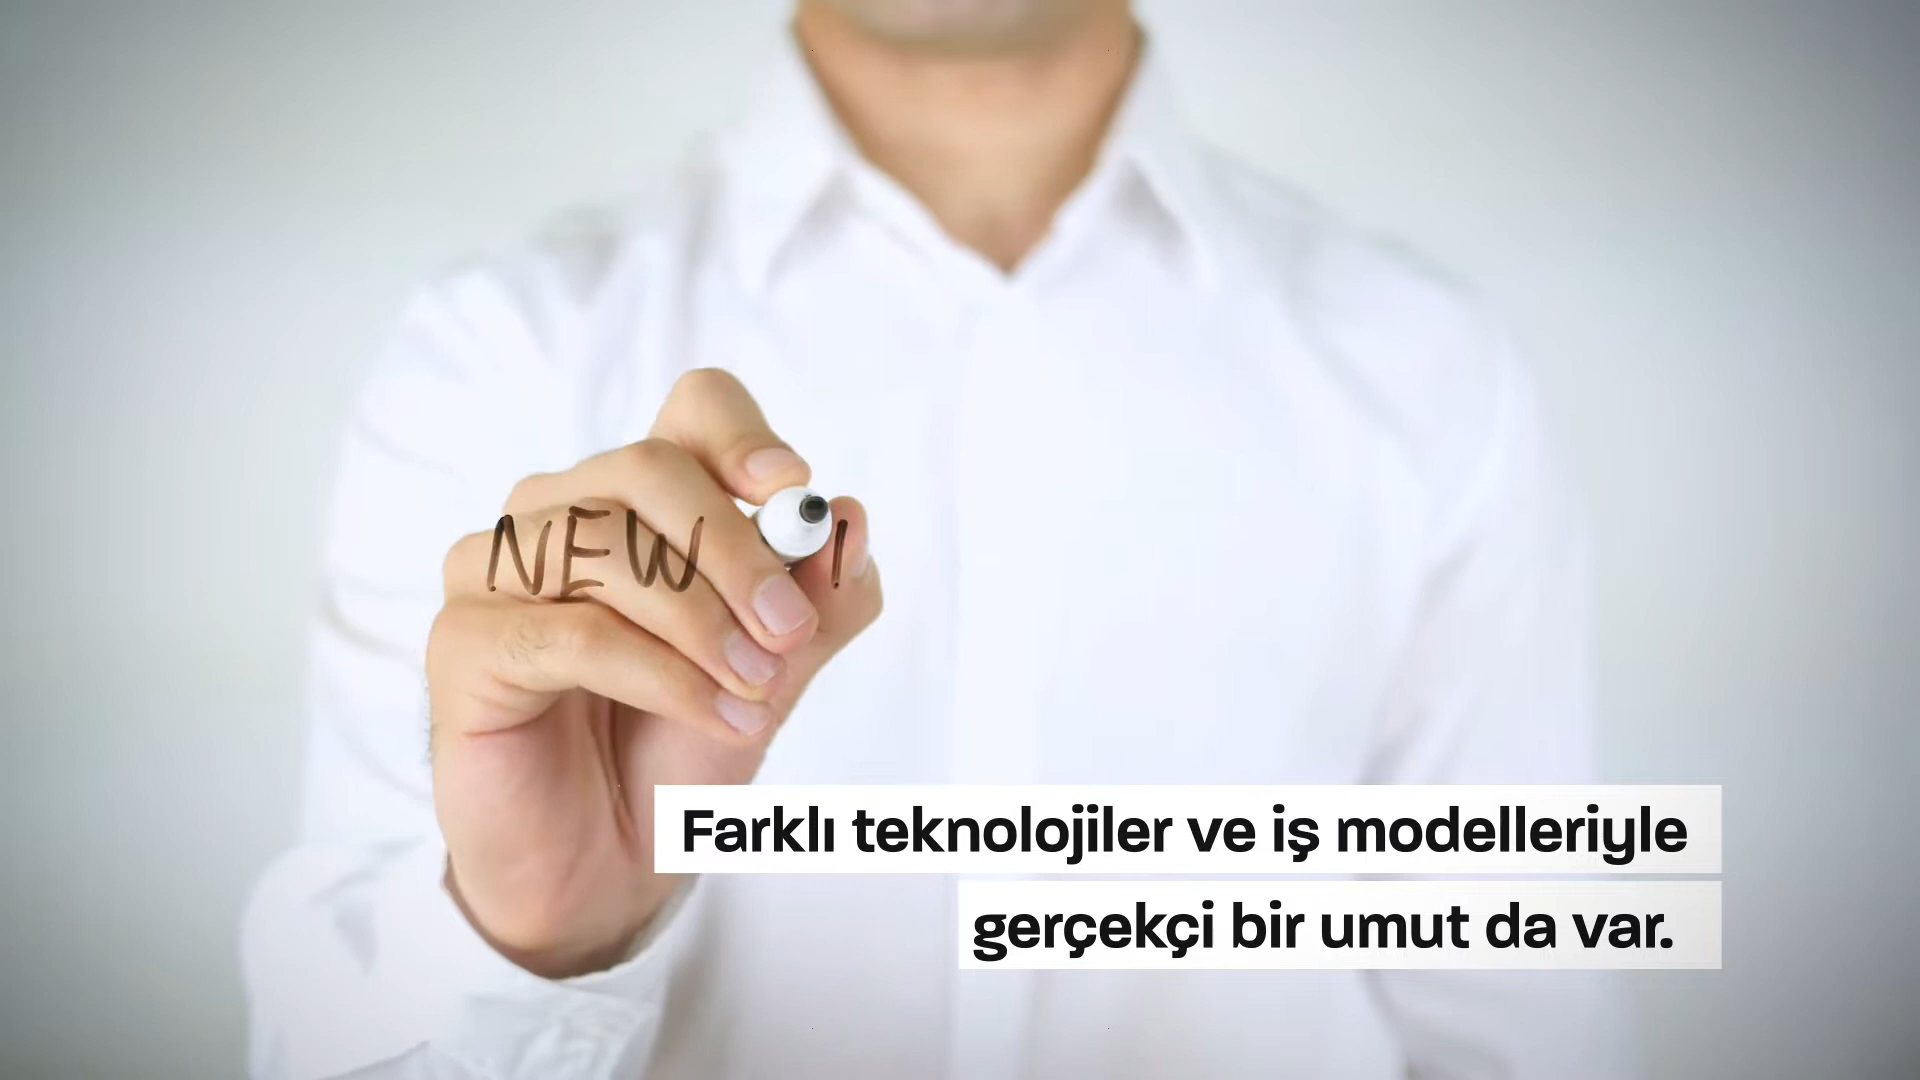 NEW I
Farklı teknolojiler ve iş modelleriyle
gerçekçi bir umut da var.